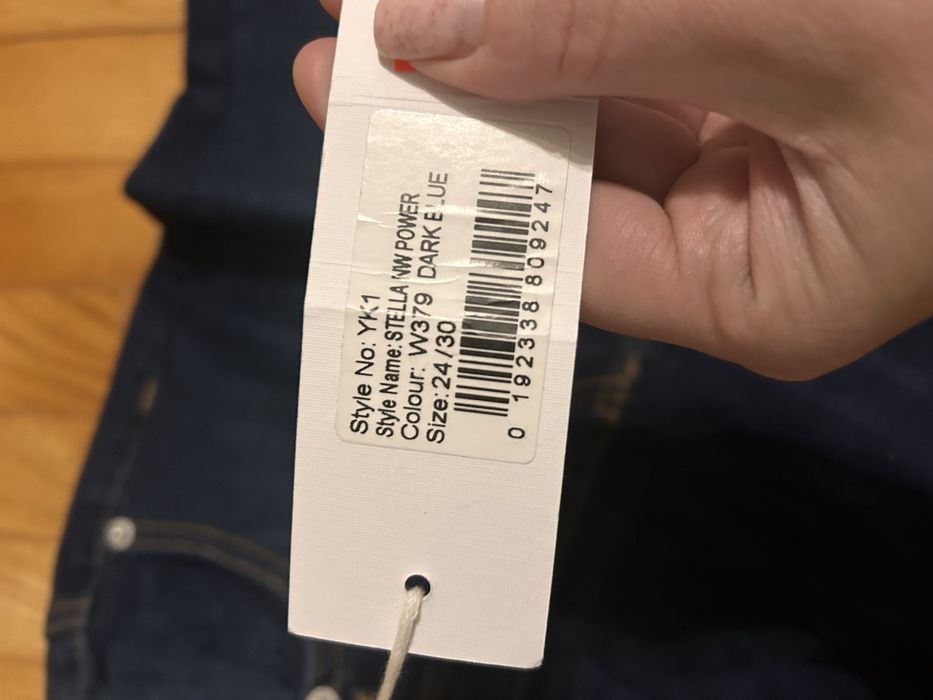 Style No: YK1
Style Name: STELLA NW POWER
Colour: W379 DARK BLUE
Size:24/30
0 192338 809247